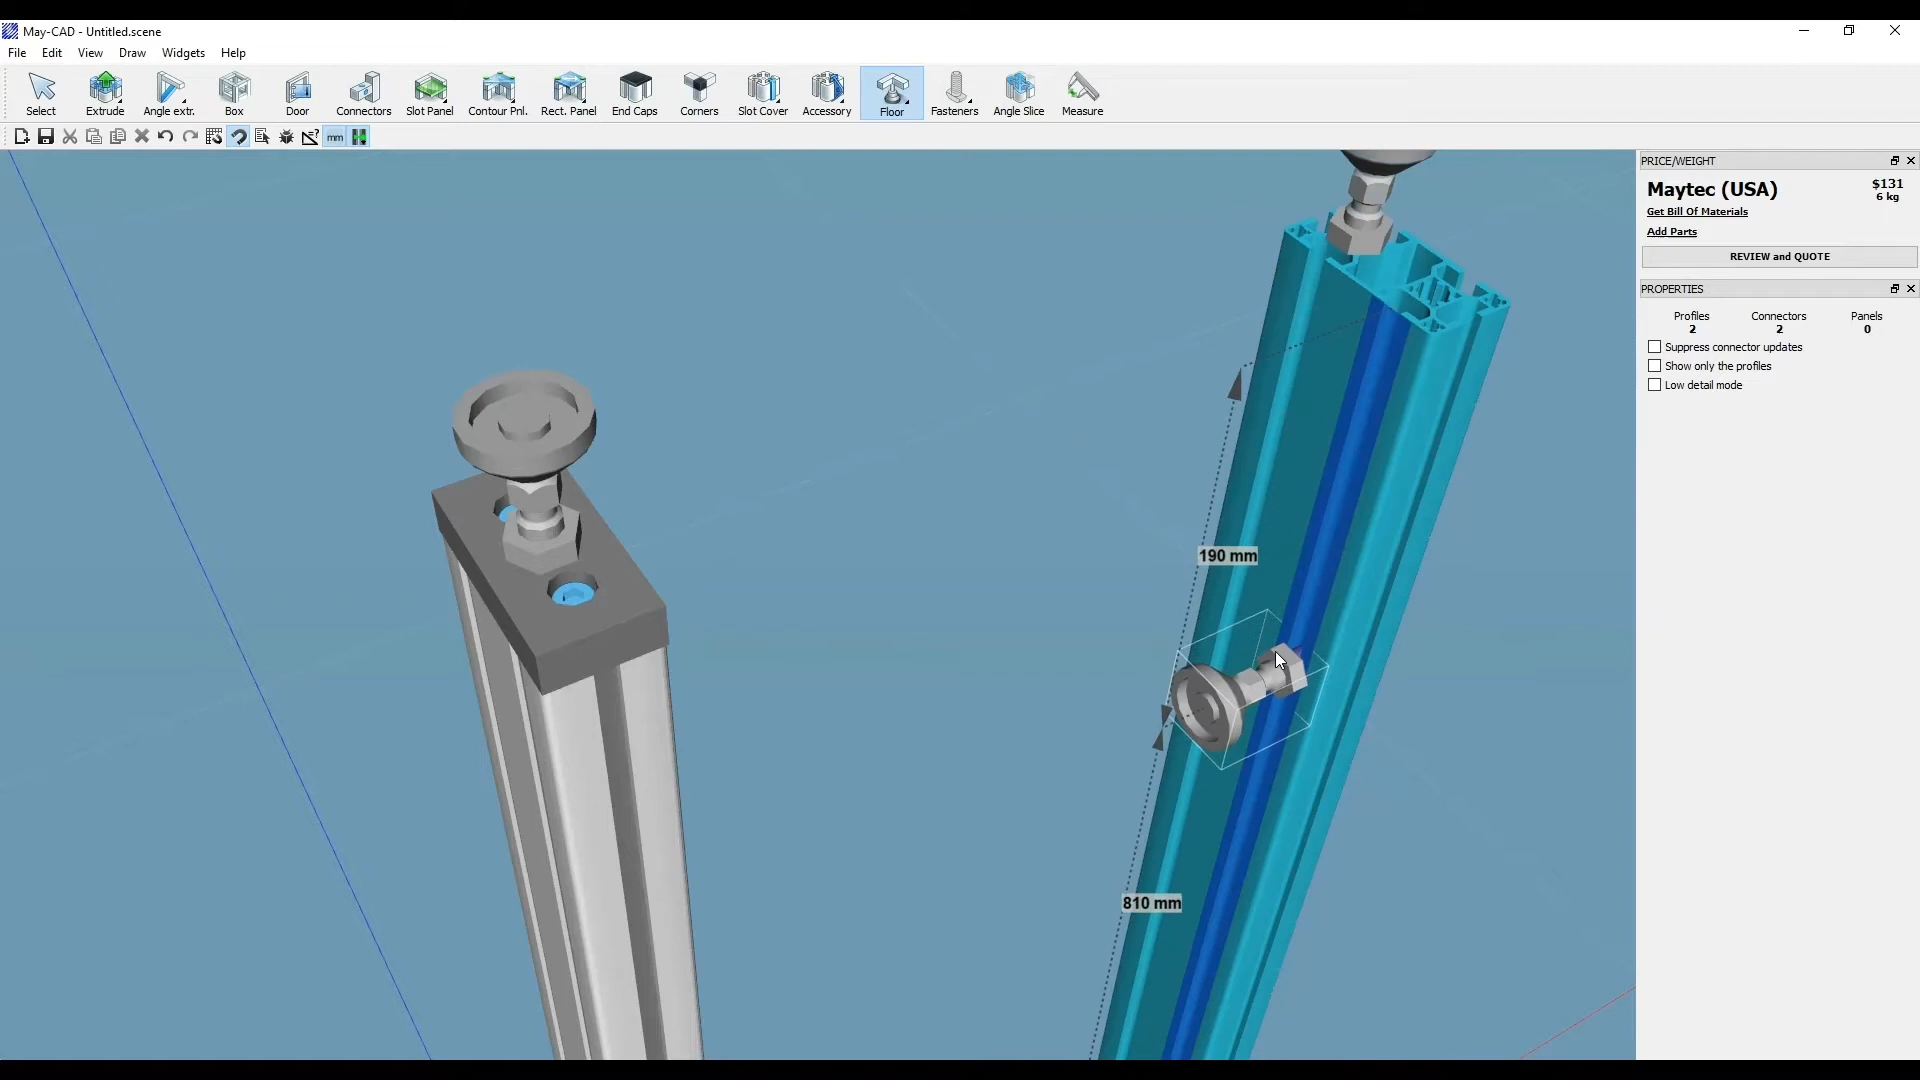 May-CAD - Untitled.scene
File Edit View Draw Widgets Help
Select Extrude Angle extr. Box Door Connectors Slot Panel Contour Pnl. Rect. Panel End Caps Corners Slot Cover Accessory Floor Fasteners Angle Slice Measure
mm
PRICE/WEIGHT
Maytec (USA) $131
6 kg
Get Bill Of Materials
Add Parts
REVIEW and QUOTE
PROPERTIES
Profiles Connectors Panels
2 2 0
Suppress connector updates
Show only the profiles
Low detail mode
190 mm
810 mm